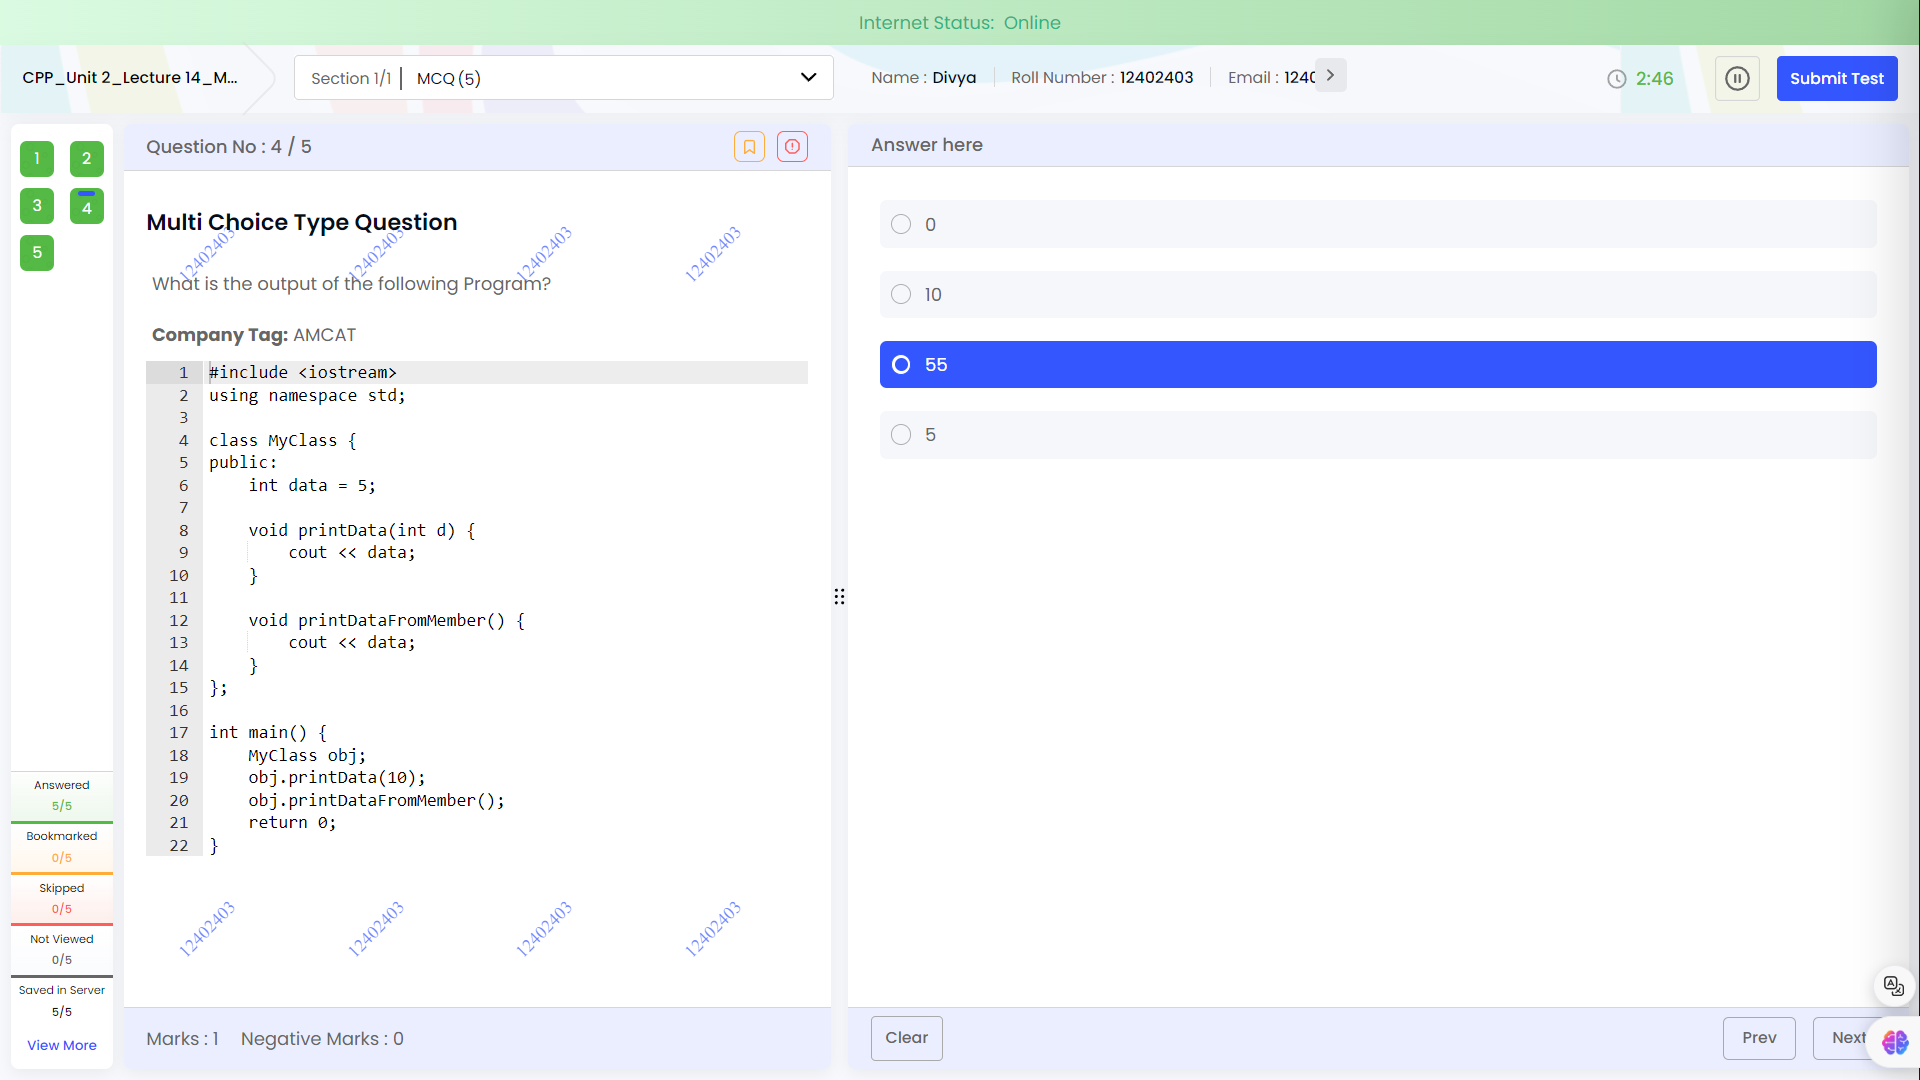 Internet Status: Online
CPP_Unit 2_Lecture 14_M...
Section 1/1 | MCQ (5)
Name : Divya
Roll Number : 12402403
Email : 1240
2:46
Submit Test
1
2
3
4
5
Question No : 4 / 5
Multi Choice Type Question
12402403 12402403 12402403 12402403
What is the output of the following Program?
Company Tag: AMCAT
1 #include <iostream>
2 using namespace std;
3
4 class MyClass {
5 public:
6     int data = 5;
7
8     void printData(int d) {
9         cout << data;
10     }
11
12     void printDataFromMember() {
13         cout << data;
14     }
15 };
16
17 int main() {
18     MyClass obj;
19     obj.printData(10);
20     obj.printDataFromMember();
21     return 0;
22 }
12402403 12402403 12402403 12402403
Marks : 1 Negative Marks : 0
Answered
5/5
Bookmarked
0/5
Skipped
0/5
Not Viewed
0/5
Saved in Server
5/5
View More
Answer here
0
10
55
5
Clear
Prev
Next